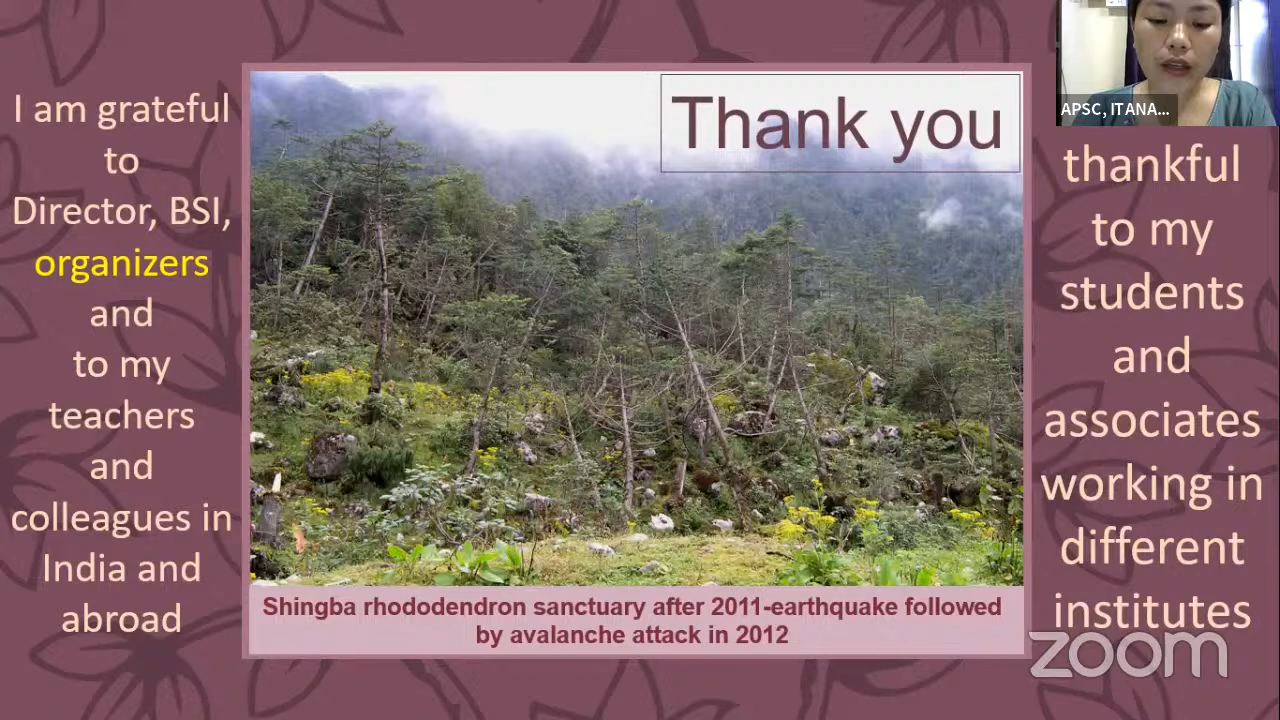 I am grateful
to
Director, BSI,
organizers
and
to my
teachers
and
colleagues in
India and
abroad
Thank you
Shingba rhododendron sanctuary after 2011-earthquake followed
by avalanche attack in 2012
APSC, ITANA...
thankful
to my
students
and
associates
working in
different
institutes
zoom